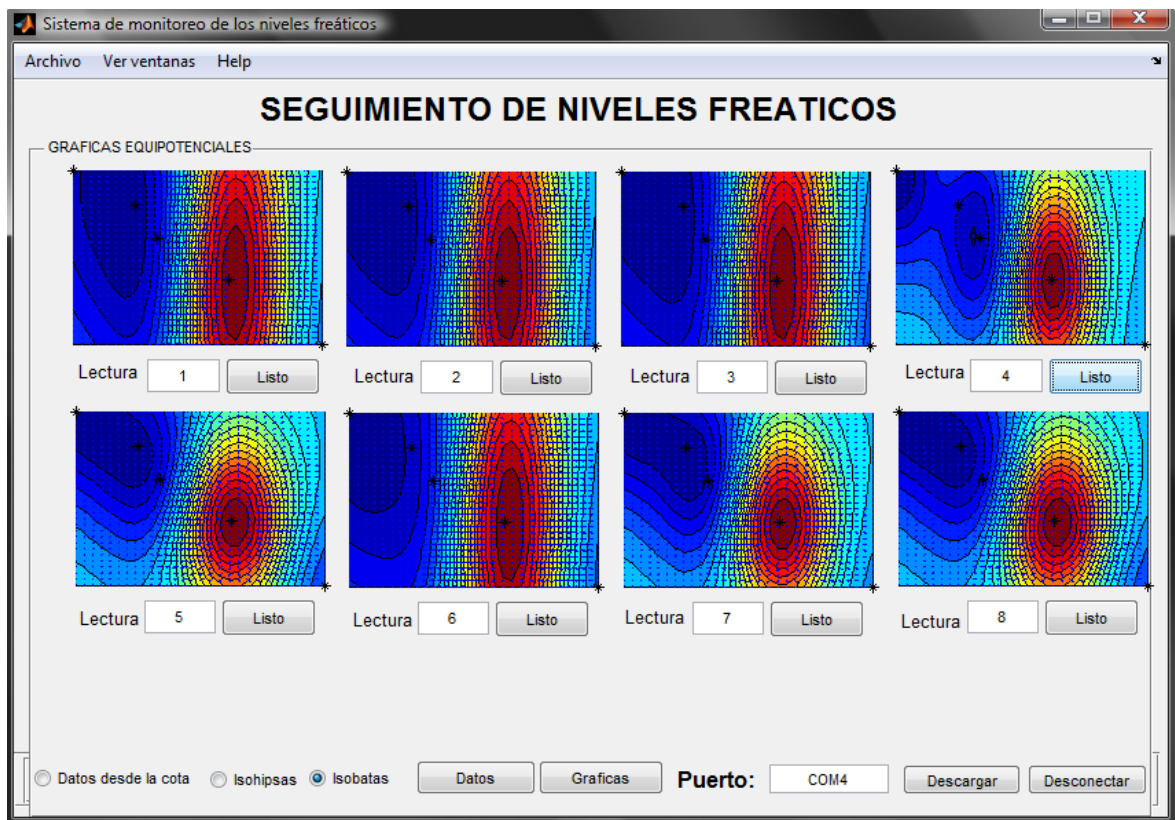 Sistema de monitoreo de los niveles freáticos
Archivo Ver ventanas Help
SEGUIMIENTO DE NIVELES FREATICOS
GRAFICAS EQUIPOTENCIALES
Lectura 1 Listo Lectura 2 Listo Lectura 3 Listo Lectura 4 Listo
Lectura 5 Listo Lectura 6 Listo Lectura 7 Listo Lectura 8 Listo
Datos desde la cota Isohipsas Isobatas Datos Graficas Puerto: COM4 Descargar Desconectar